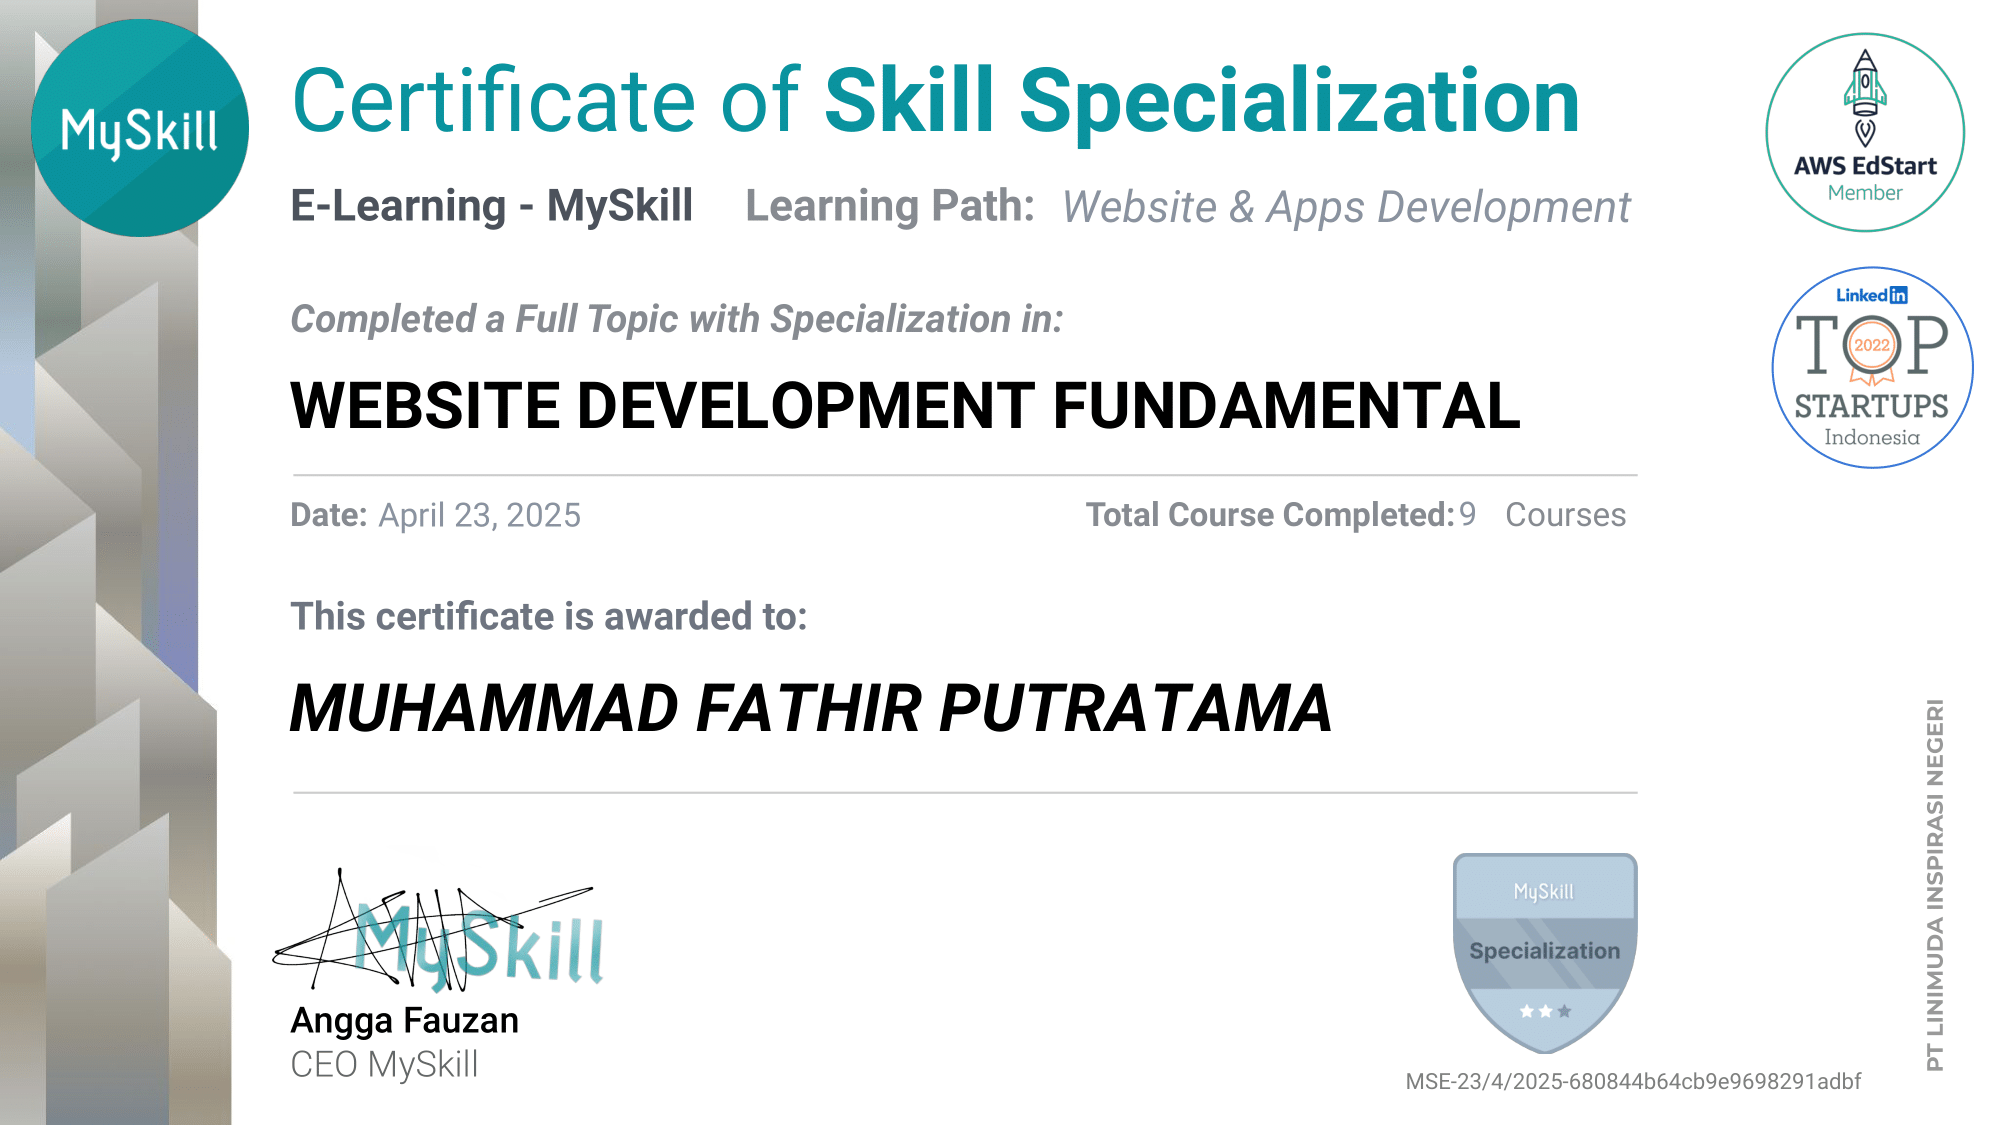 MySkill
Certificate of Skill Specialization
E-Learning - MySkill Learning Path: Website & Apps Development
AWS EdStart
Member
Completed a Full Topic with Specialization in:
LinkedIn
TOP
2022
STARTUPS
Indonesia
WEBSITE DEVELOPMENT FUNDAMENTAL
Date: April 23, 2025
Total Course Completed: 9 Courses
This certificate is awarded to:
MUHAMMAD FATHIR PUTRATAMA
PT LINIMUDA INSPIRASI NEGERI
MySkill
Angga Fauzan
CEO MySkill
MySkill
Specialization
MSE-23/4/2025-680844b64cb9e9698291adbf